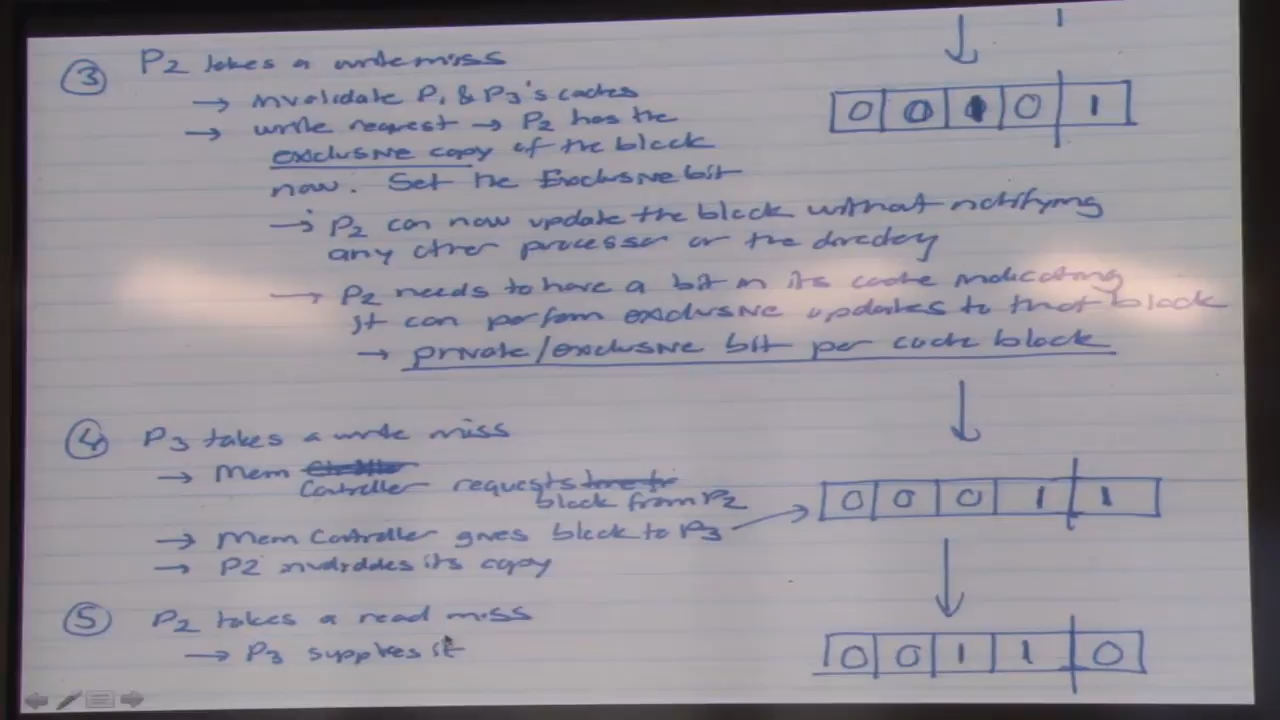 1
③ P2 takes a write miss
→ Invalidate P1 & P3's caches
0 0 1 0 1
→ write request → P2 has the
exclusive copy of the block
now. Set the Exclusive bit
→ P2 can now update the block without notifying
any other processor or the directory
→ P2 needs to have a bit in its cache indicating
it can perform exclusive updates to that block
→ private/exclusive bit per cache block
④ P3 takes a write miss
→ Mem Controller requests block from P2
0 0 0 1 1
→ Mem Controller gives block to P3
→ P2 invalidates its copy
⑤ P2 takes a read miss
→ P3 supplies it
0 0 1 1 0